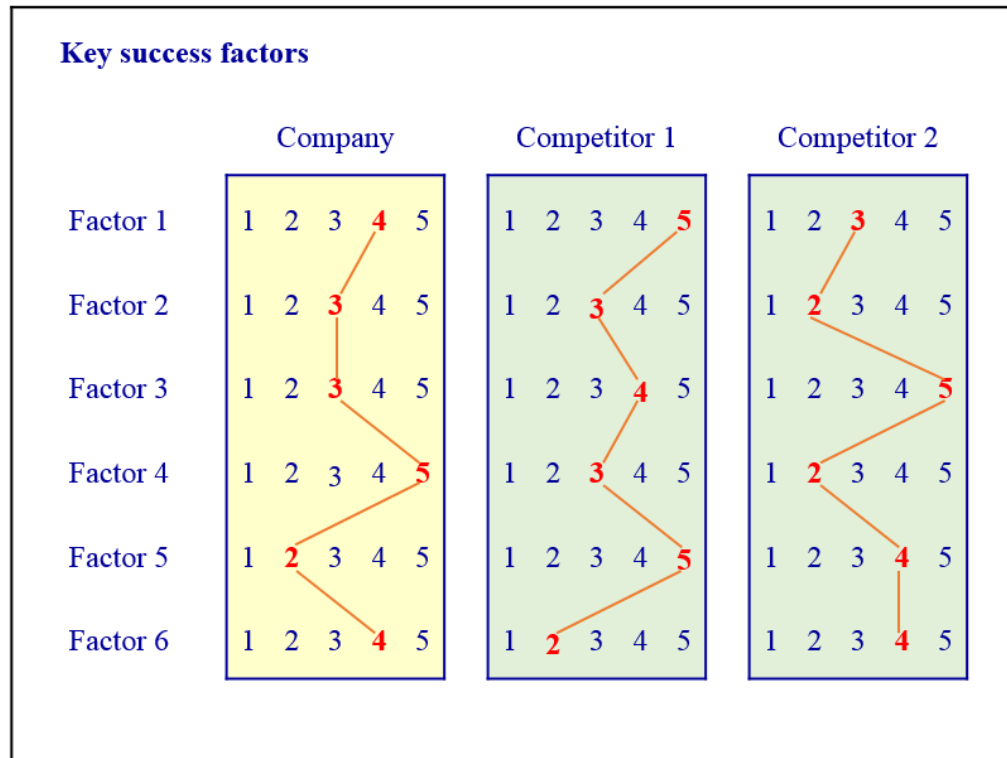 Key success factors
Company Competitor 1 Competitor 2
Factor 1 1 2 3 4 5 1 2 3 4 5 1 2 3 4 5
Factor 2 1 2 3 4 5 1 2 3 4 5 1 2 3 4 5
Factor 3 1 2 3 4 5 1 2 3 4 5 1 2 3 4 5
Factor 4 1 2 3 4 5 1 2 3 4 5 1 2 3 4 5
Factor 5 1 2 3 4 5 1 2 3 4 5 1 2 3 4 5
Factor 6 1 2 3 4 5 1 2 3 4 5 1 2 3 4 5